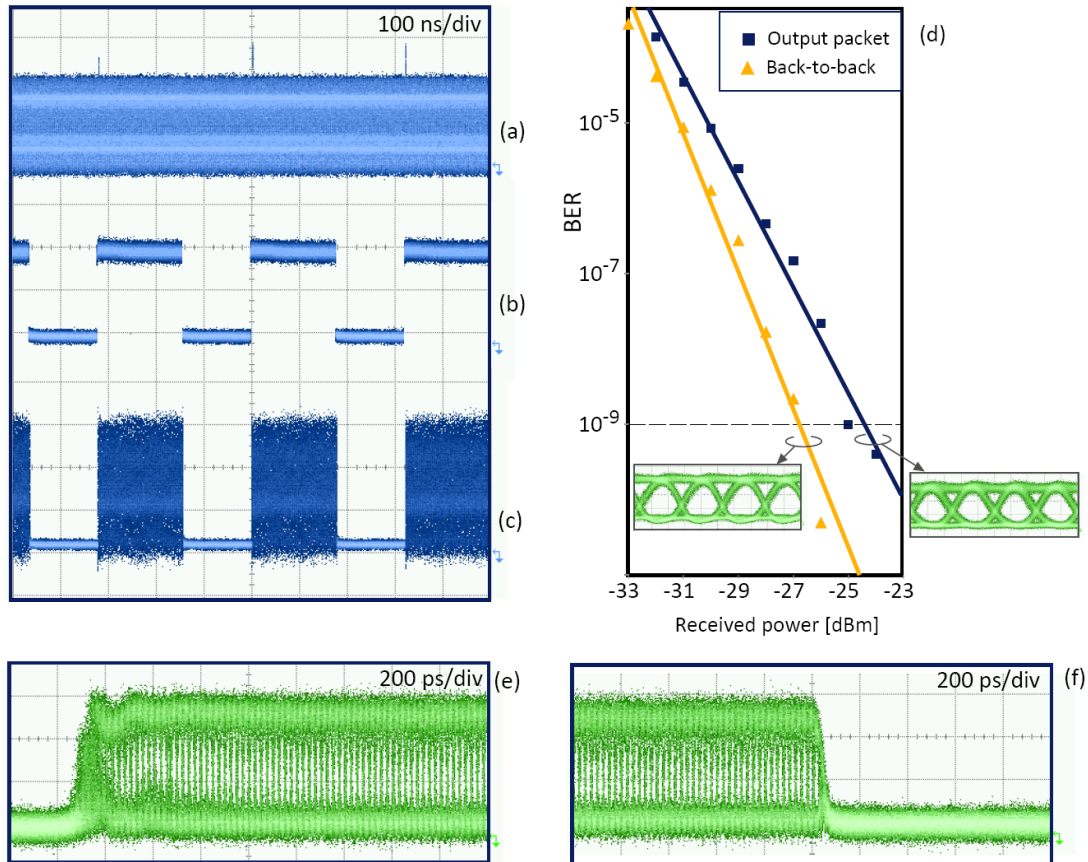 100 ns/div
(a)
(b)
(c)
Output packet
Back-to-back
(d)
BER
10-5
10-7
10-9
-33 -31 -29 -27 -25 -23
Received power [dBm]
200 ps/div
(e)
200 ps/div
(f)